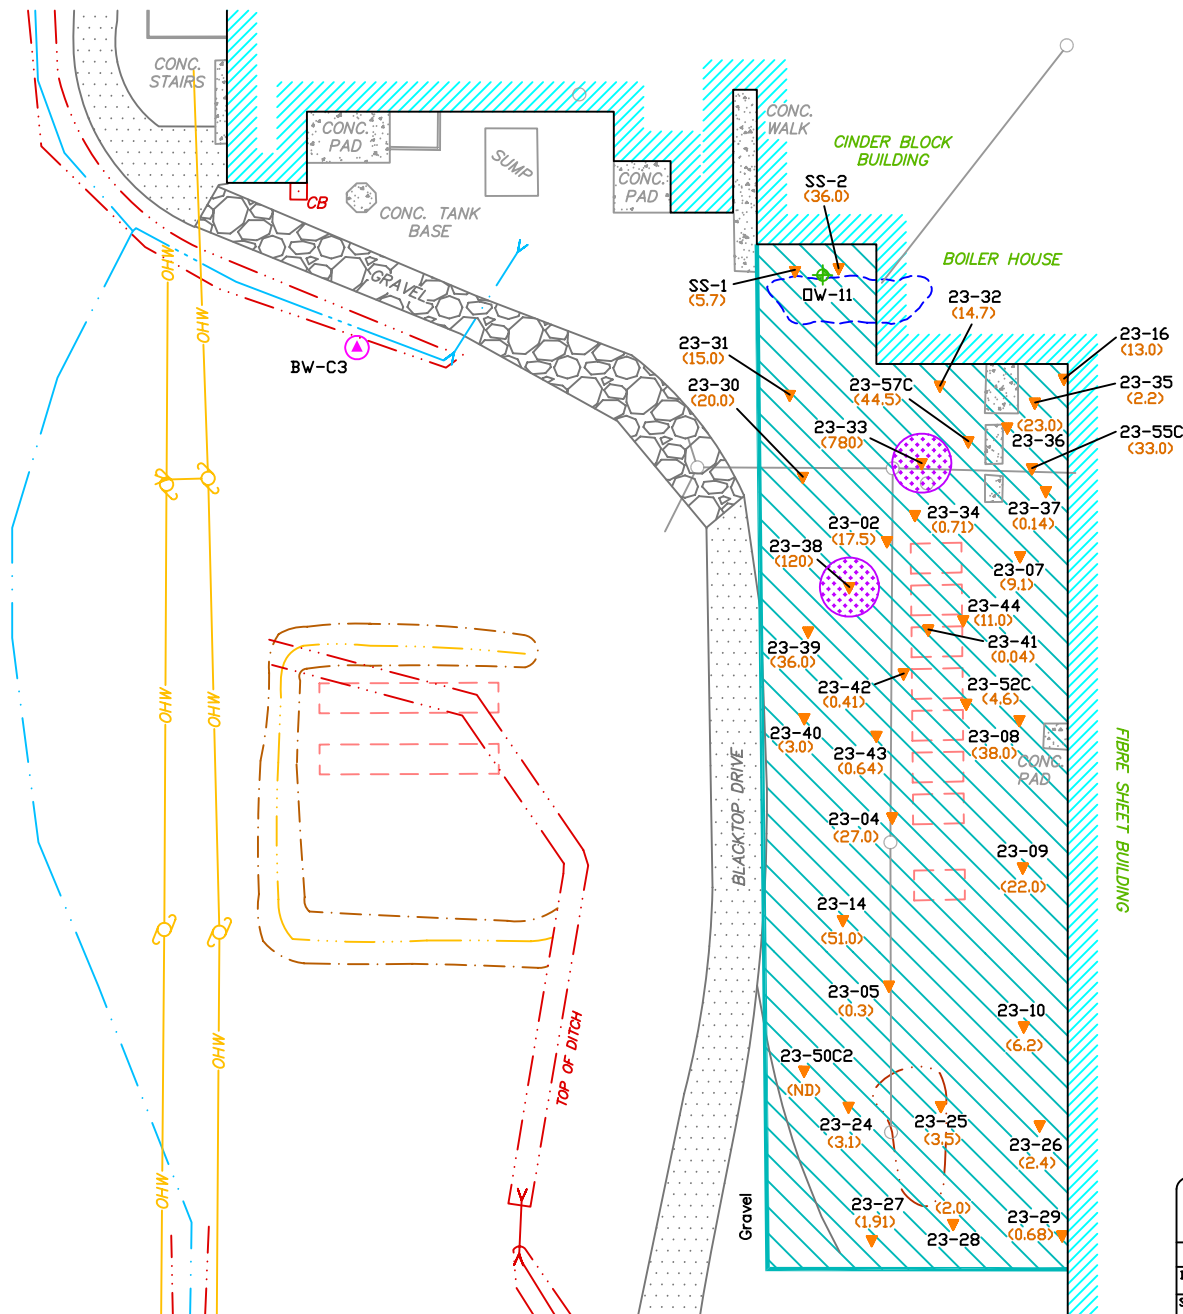 CONC.
STAIRS
CONC.
PAD
SUMP
CONC. TANK
BASE
CB
CONC.
PAD
CONC.
WALK
CINDER BLOCK
BUILDING
SS-2
(36.0)
BOILER HOUSE
SS-1
(5.7)
OW-11
GRAVEL
BW-C3
23-32
(14.7)
23-16
(13.0)
23-31
(15.0)
23-30
(20.0)
23-57C
(44.5)
23-35
(2.2)
(23.0)
23-36
23-55C
(33.0)
23-33
(780)
23-37
(0.14)
23-34
(0.71)
23-02
(17.5)
23-38
(120)
23-07
(9.1)
23-44
(11.0)
23-41
(0.04)
23-39
(36.0)
23-42
(0.41)
23-52C
(4.6)
23-40
(3.0)
23-43
(0.64)
23-08
(38.0)
CONC.
PAD
23-04
(27.0)
23-09
(22.0)
23-14
(51.0)
23-05
(0.3)
23-10
(6.2)
23-50C2
(ND)
23-24
(3.1)
23-25
(3.5)
23-26
(2.4)
23-27
(1.91)
(2.0)
23-28
23-29
(0.68)
Gravel
BLACKTOP DRIVE
FIBRE SHEET BUILDING
TOP OF DITCH
OHW
OHW
OHW
OHW
OHW
OHW